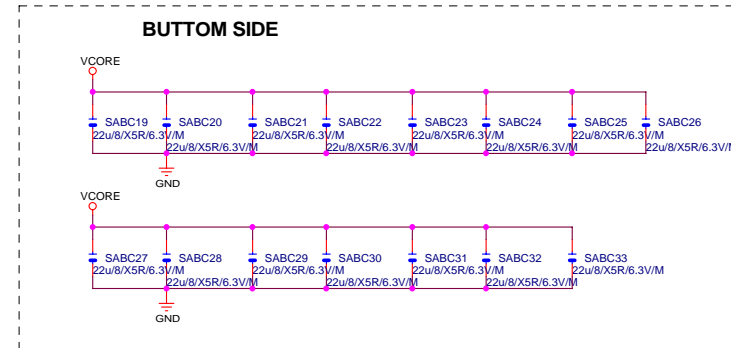 BUTTOM SIDE
VCORE
SABC19 SABC20 SABC21 SABC22 SABC23 SABC24 SABC25 SABC26
22u/8/X5R/6.3V/M 22u/8/X5R/6.3V/M 22u/8/X5R/6.3V/M 22u/8/X5R/6.3V/M
22u/8/X5R/6.3V/M 22u/8/X5R/6.3V/M 22u/8/X5R/6.3V/M 22u/8/X5R/6.3V/M
GND
VCORE
SABC27 SABC28 SABC29 SABC30 SABC31 SABC32 SABC33
22u/8/X5R/6.3V/M 22u/8/X5R/6.3V/M 22u/8/X5R/6.3V/M 22u/8/X5R/6.3V/M
22u/8/X5R/6.3V/M 22u/8/X5R/6.3V/M 22u/8/X5R/6.3V/M
GND